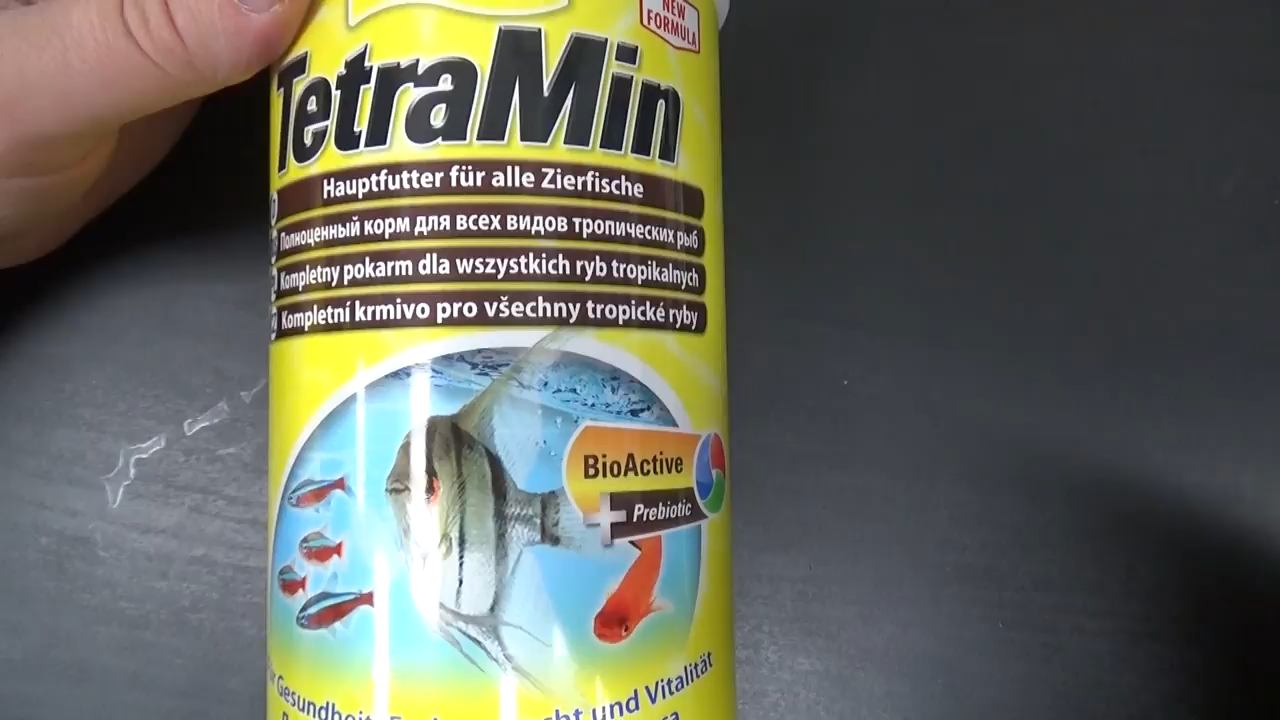 NEW
FORMULA
TetraMin
Hauptfutter für alle Zierfische
Полноценный корм для всех видов тропических рыб
Kompletny pokarm dla wszystkich ryb tropikalnych
Kompletní krmivo pro všechny tropické ryby
BioActive
+ Prebiotic
Gesundheit und Vitalität